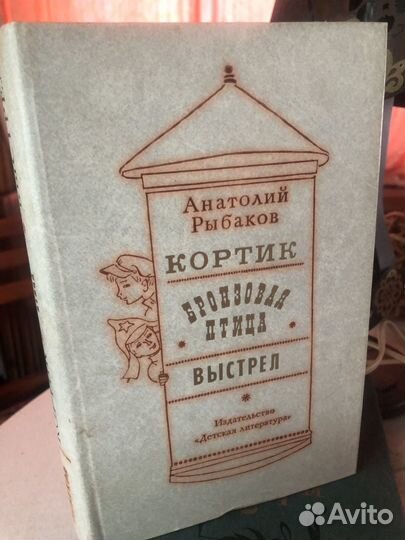 Анатолий
Рыбаков
КОРТИК
БРОНЗОВАЯ
ПТИЦА
ВЫСТРЕЛ
Издательство
«Детская литература»
Avito